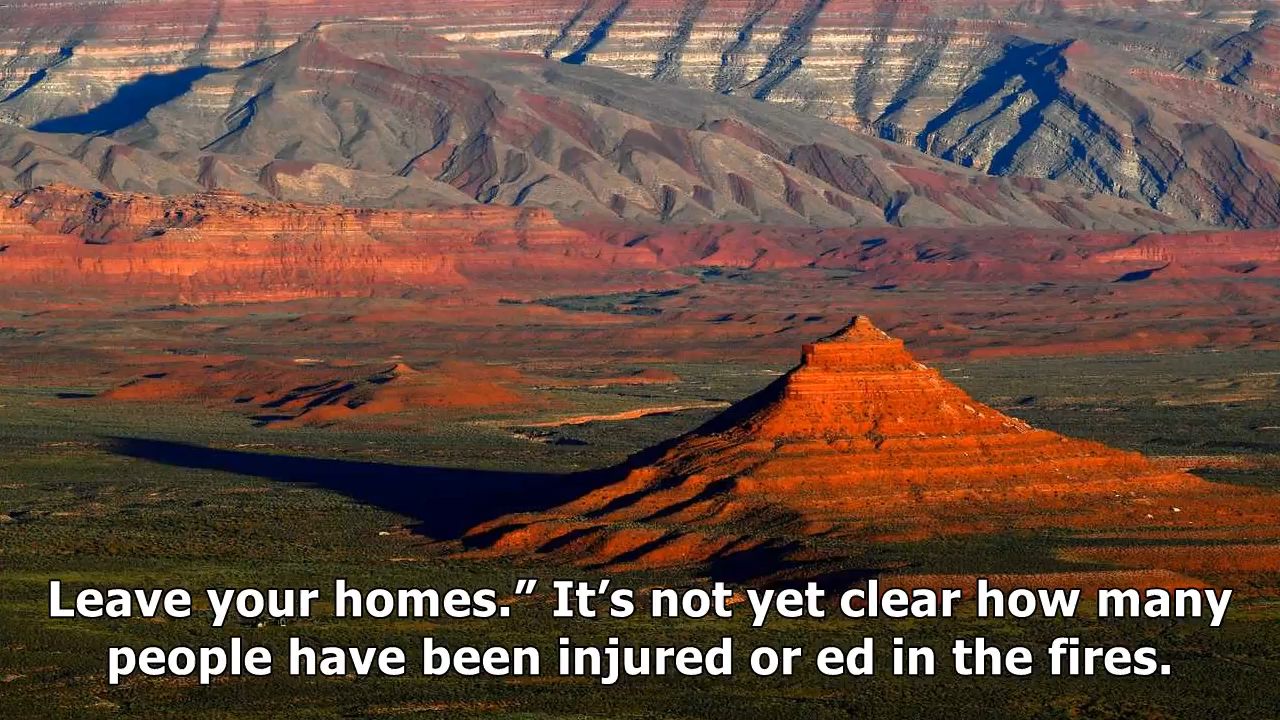 Leave your homes.” It’s not yet clear how many
people have been injured or ed in the fires.